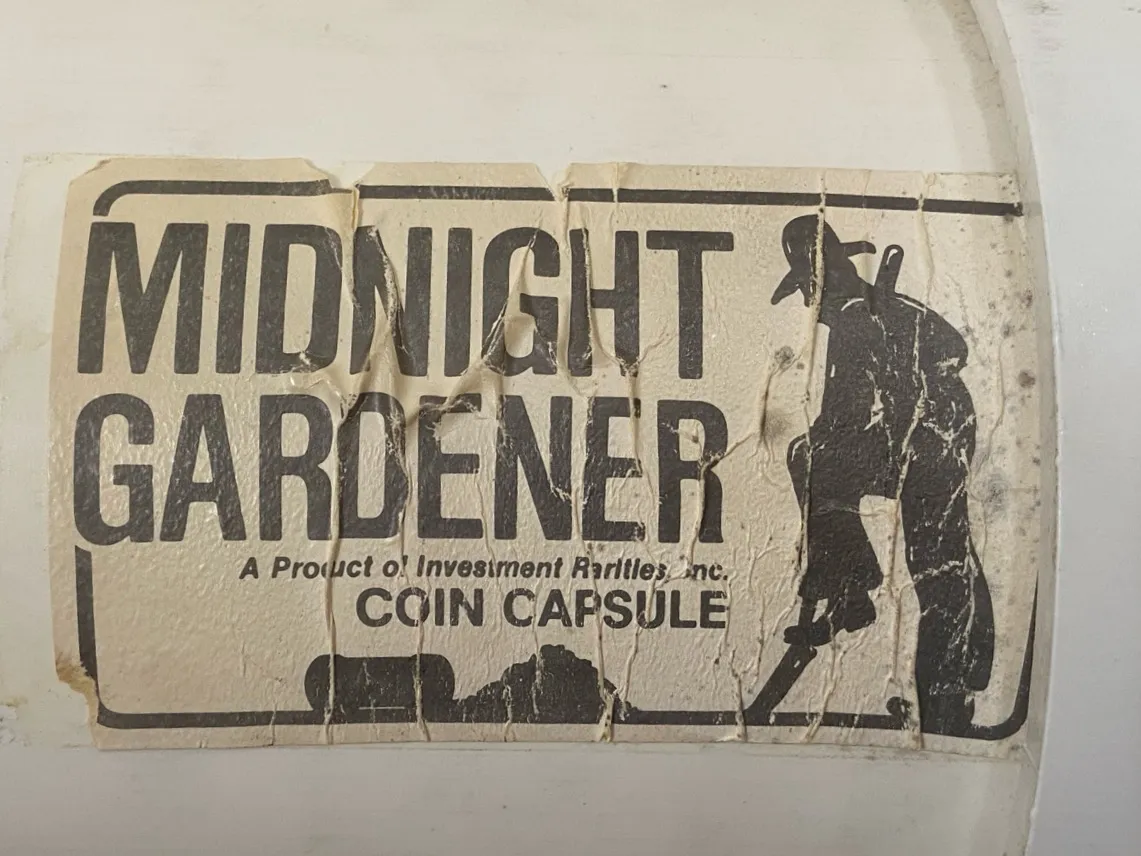 MIDNIGHT
GARDENER
A Product of Investment Rarities, Inc.
COIN CAPSULE